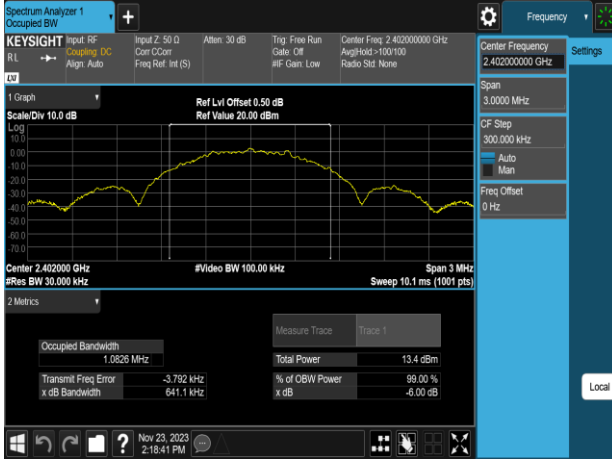 Spectrum Analyzer 1
Occupied BW
Frequency
KEYSIGHT
Input: RF
Input Z: 50 Ω
Atten: 30 dB
Trig: Free Run
Center Freq: 2.402000000 GHz
R L
Coupling: DC
Corr CCorr
Gate: Off
Avg|Hold:>100/100
Align: Auto
Freq Ref: Int (S)
#IF Gain: Low
Radio Std: None
LXI
Center Frequency
2.402000000 GHz
Settings
Span
3.0000 MHz
CF Step
300.000 kHz
Auto
Man
Freq Offset
0 Hz
Local
1 Graph
Ref Lvl Offset 0.50 dB
Scale/Div 10.0 dB
Ref Value 20.00 dBm
Log
10.0
0.00
-10.0
-20.0
-30.0
-40.0
-50.0
-60.0
-70.0
Center 2.402000 GHz
#Video BW 100.00 kHz
Span 3 MHz
#Res BW 30.000 kHz
Sweep 10.1 ms (1001 pts)
2 Metrics
Measure Trace
Trace 1
Occupied Bandwidth
1.0826 MHz
Total Power
13.4 dBm
Transmit Freq Error
-3.792 kHz
% of OBW Power
99.00 %
x dB Bandwidth
641.1 kHz
x dB
-6.00 dB
?
Nov 23, 2023
2:18:41 PM